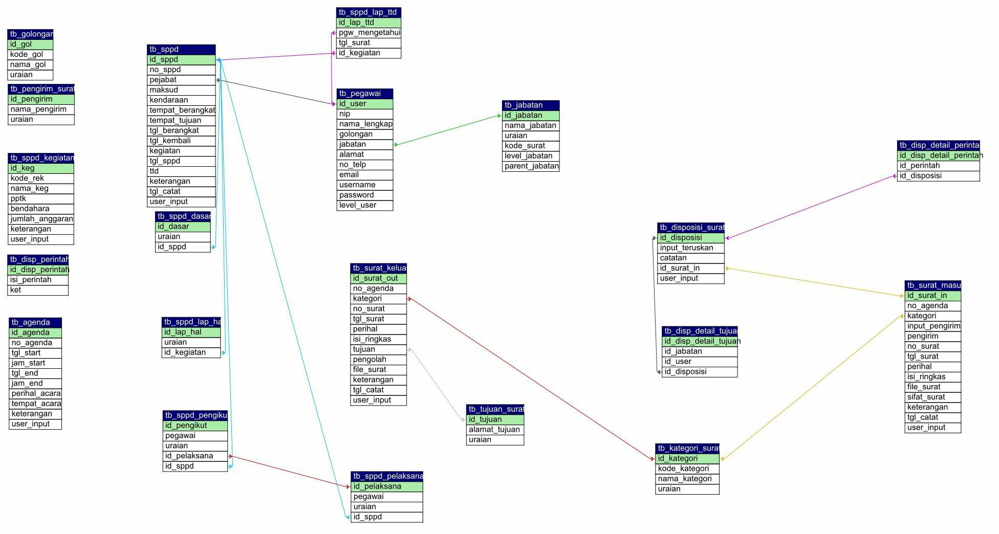 tb_golongan
id_gol
kode_gol
nama_gol
uraian
tb_pengirim_surat
id_pengirim
nama_pengirim
uraian
tb_sppd_kegiatan
id_keg
kode_rek
nama_keg
pptk
bendahara
jumlah_anggaran
keterangan
user_input
tb_disp_perintah
id_disp_perintah
isi_perintah
ket
tb_agenda
id_agenda
no_agenda
tgl_start
jam_start
tgl_end
jam_end
perihal_acara
tempat_acara
keterangan
user_input
tb_sppd
id_sppd
no_sppd
pejabat
maksud
kendaraan
tempat_berangkat
tempat_tujuan
tgl_berangkat
tgl_kembali
kegiatan
tgl_sppd
ttd
keterangan
tgl_catat
user_input
tb_sppd_dasar
id_dasar
uraian
id_sppd
tb_sppd_lap_ha
id_lap_hal
uraian
id_kegiatan
tb_sppd_pengikut
id_pengikut
pegawai
uraian
id_pelaksana
id_sppd
tb_sppd_lap_ttd
id_lap_ttd
pgw_mengetahui
tgl_surat
id_kegiatan
tb_pegawai
id_user
nip
nama_lengkap
golongan
jabatan
alamat
no_telp
email
username
password
level_user
tb_surat_kelua
id_surat_out
no_agenda
kategori
no_surat
tgl_surat
perihal
isi_ringkas
tujuan
pengolah
file_surat
keterangan
tgl_catat
user_input
tb_sppd_pelaksana
id_pelaksana
pegawai
uraian
id_sppd
tb_jabatan
id_jabatan
nama_jabatan
uraian
kode_surat
level_jabatan
parent_jabatan
tb_tujuan_surat
id_tujuan
alamat_tujuan
uraian
tb_disposisi_surat
id_disposisi
input_teruskan
catatan
id_surat_in
user_input
tb_disp_detail_tujua
id_disp_detail_tujuan
id_jabatan
id_user
id_disposisi
tb_kategori_surat
id_kategori
kode_kategori
nama_kategori
uraian
tb_disp_detail_perinta
id_disp_detail_perintah
id_perintah
id_disposisi
tb_surat_masu
id_surat_in
no_agenda
kategori
input_pengirim
pengirim
no_surat
tgl_surat
perihal
isi_ringkas
file_surat
sifat_surat
keterangan
tgl_catat
user_input